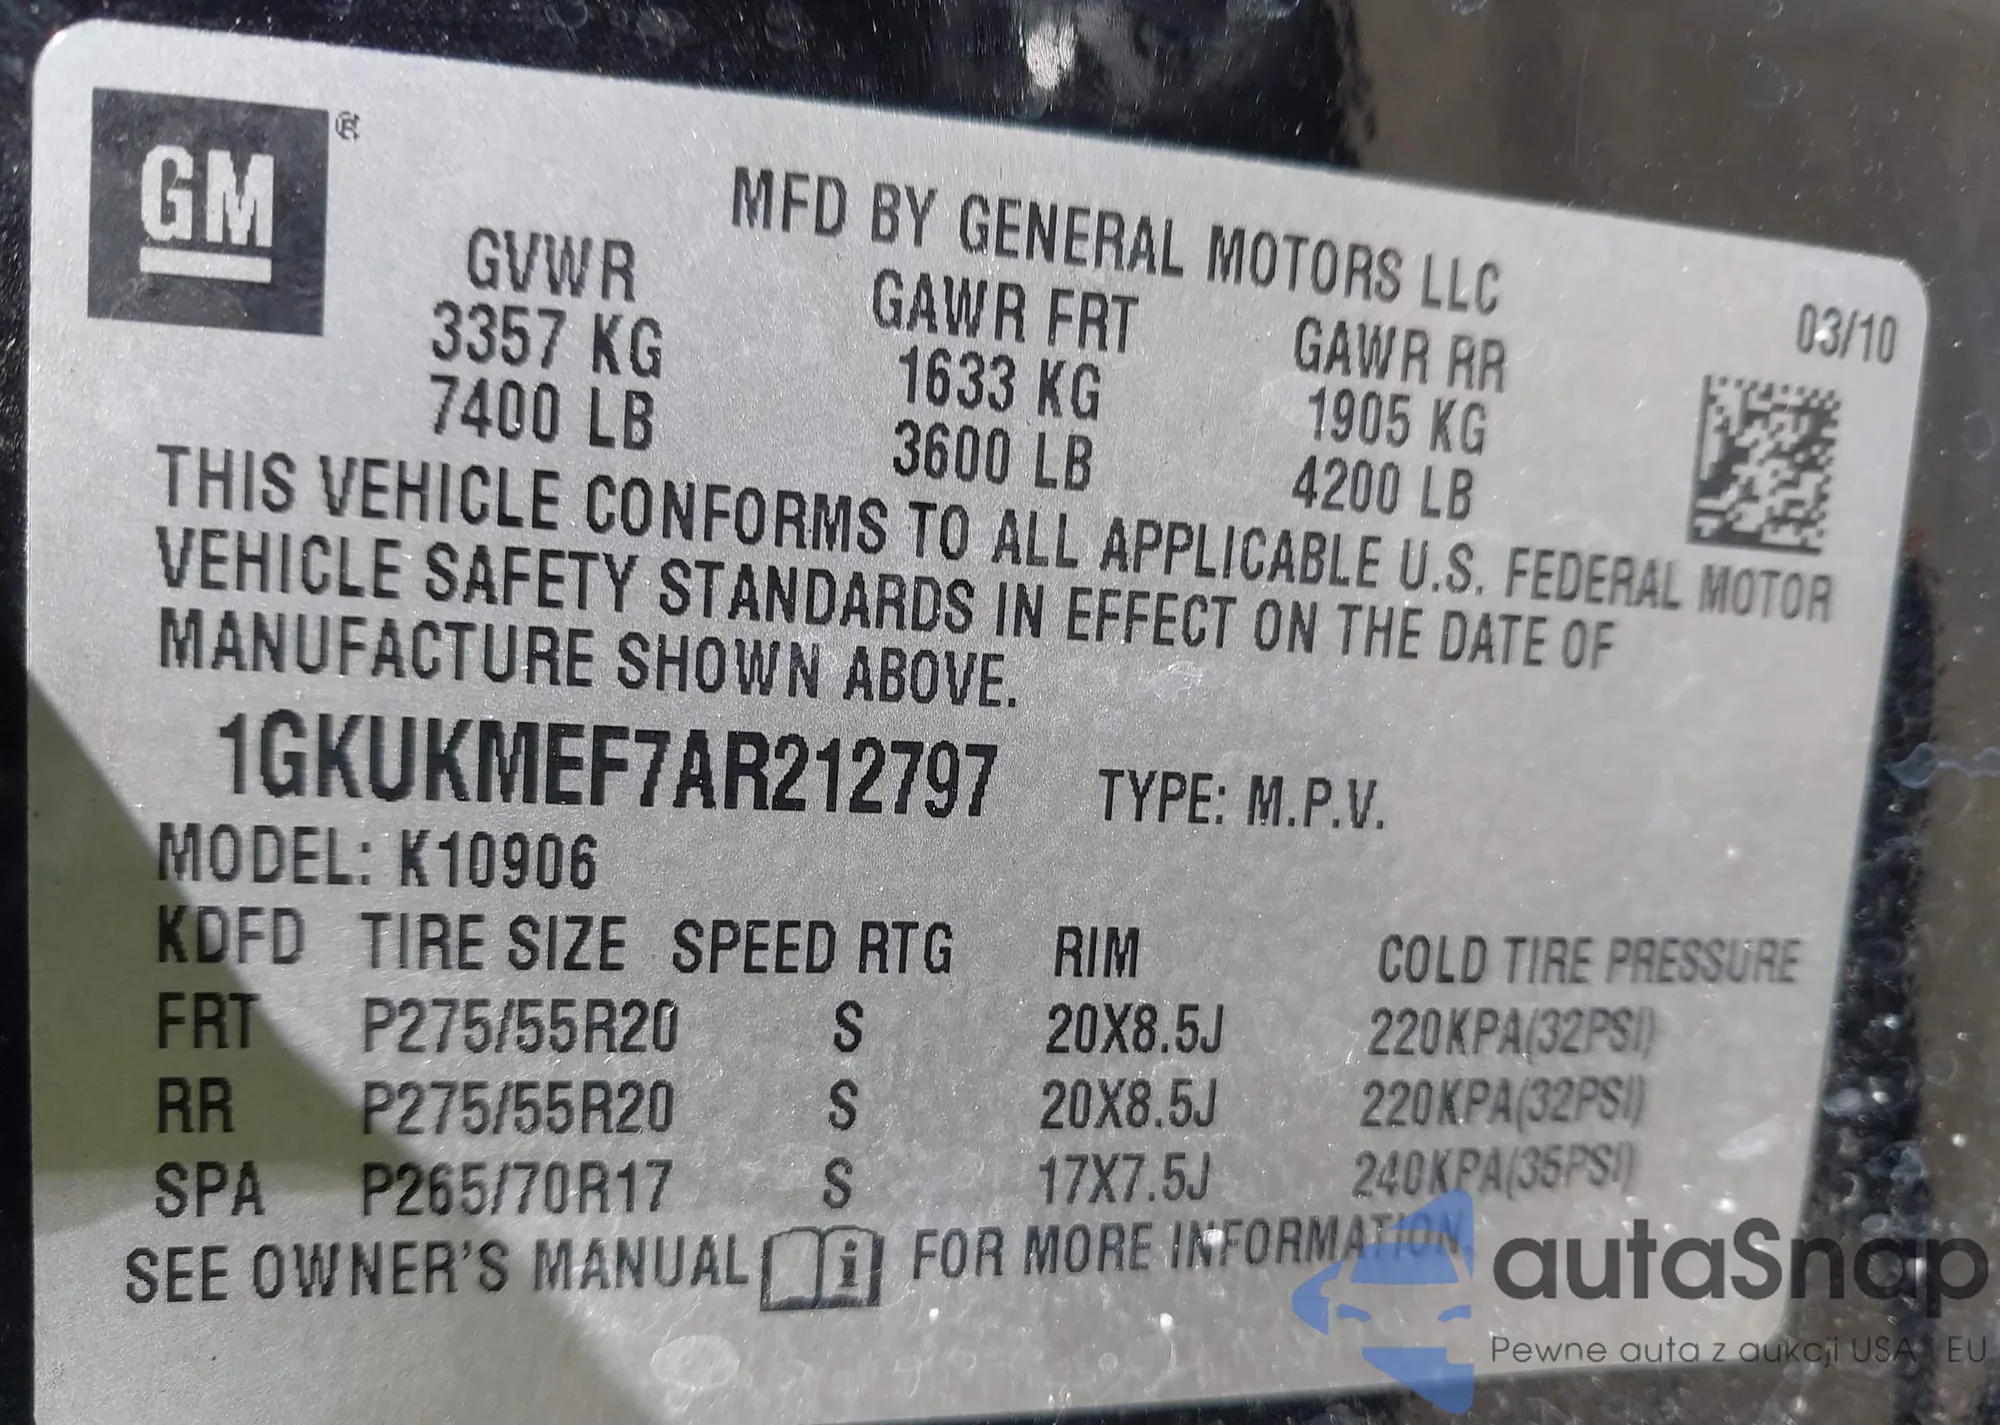 GM ®
MFD BY GENERAL MOTORS LLC
03/10
GVWR GAWR FRT GAWR RR
3357 KG 1633 KG 1905 KG
7400 LB 3600 LB 4200 LB
THIS VEHICLE CONFORMS TO ALL APPLICABLE U.S. FEDERAL MOTOR
VEHICLE SAFETY STANDARDS IN EFFECT ON THE DATE OF
MANUFACTURE SHOWN ABOVE.
1GKUKMEF7AR212797 TYPE: M.P.V.
MODEL: K10906
KDFD TIRE SIZE SPEED RTG RIM COLD TIRE PRESSURE
FRT P275/55R20 S 20X8.5J 220KPA(32PSI)
RR P275/55R20 S 20X8.5J 220KPA(32PSI)
SPA P265/70R17 S 17X7.5J 240KPA(35PSI)
SEE OWNER'S MANUAL i FOR MORE INFORMATION
autaSnap
Pewne auta z aukcji USA i EU